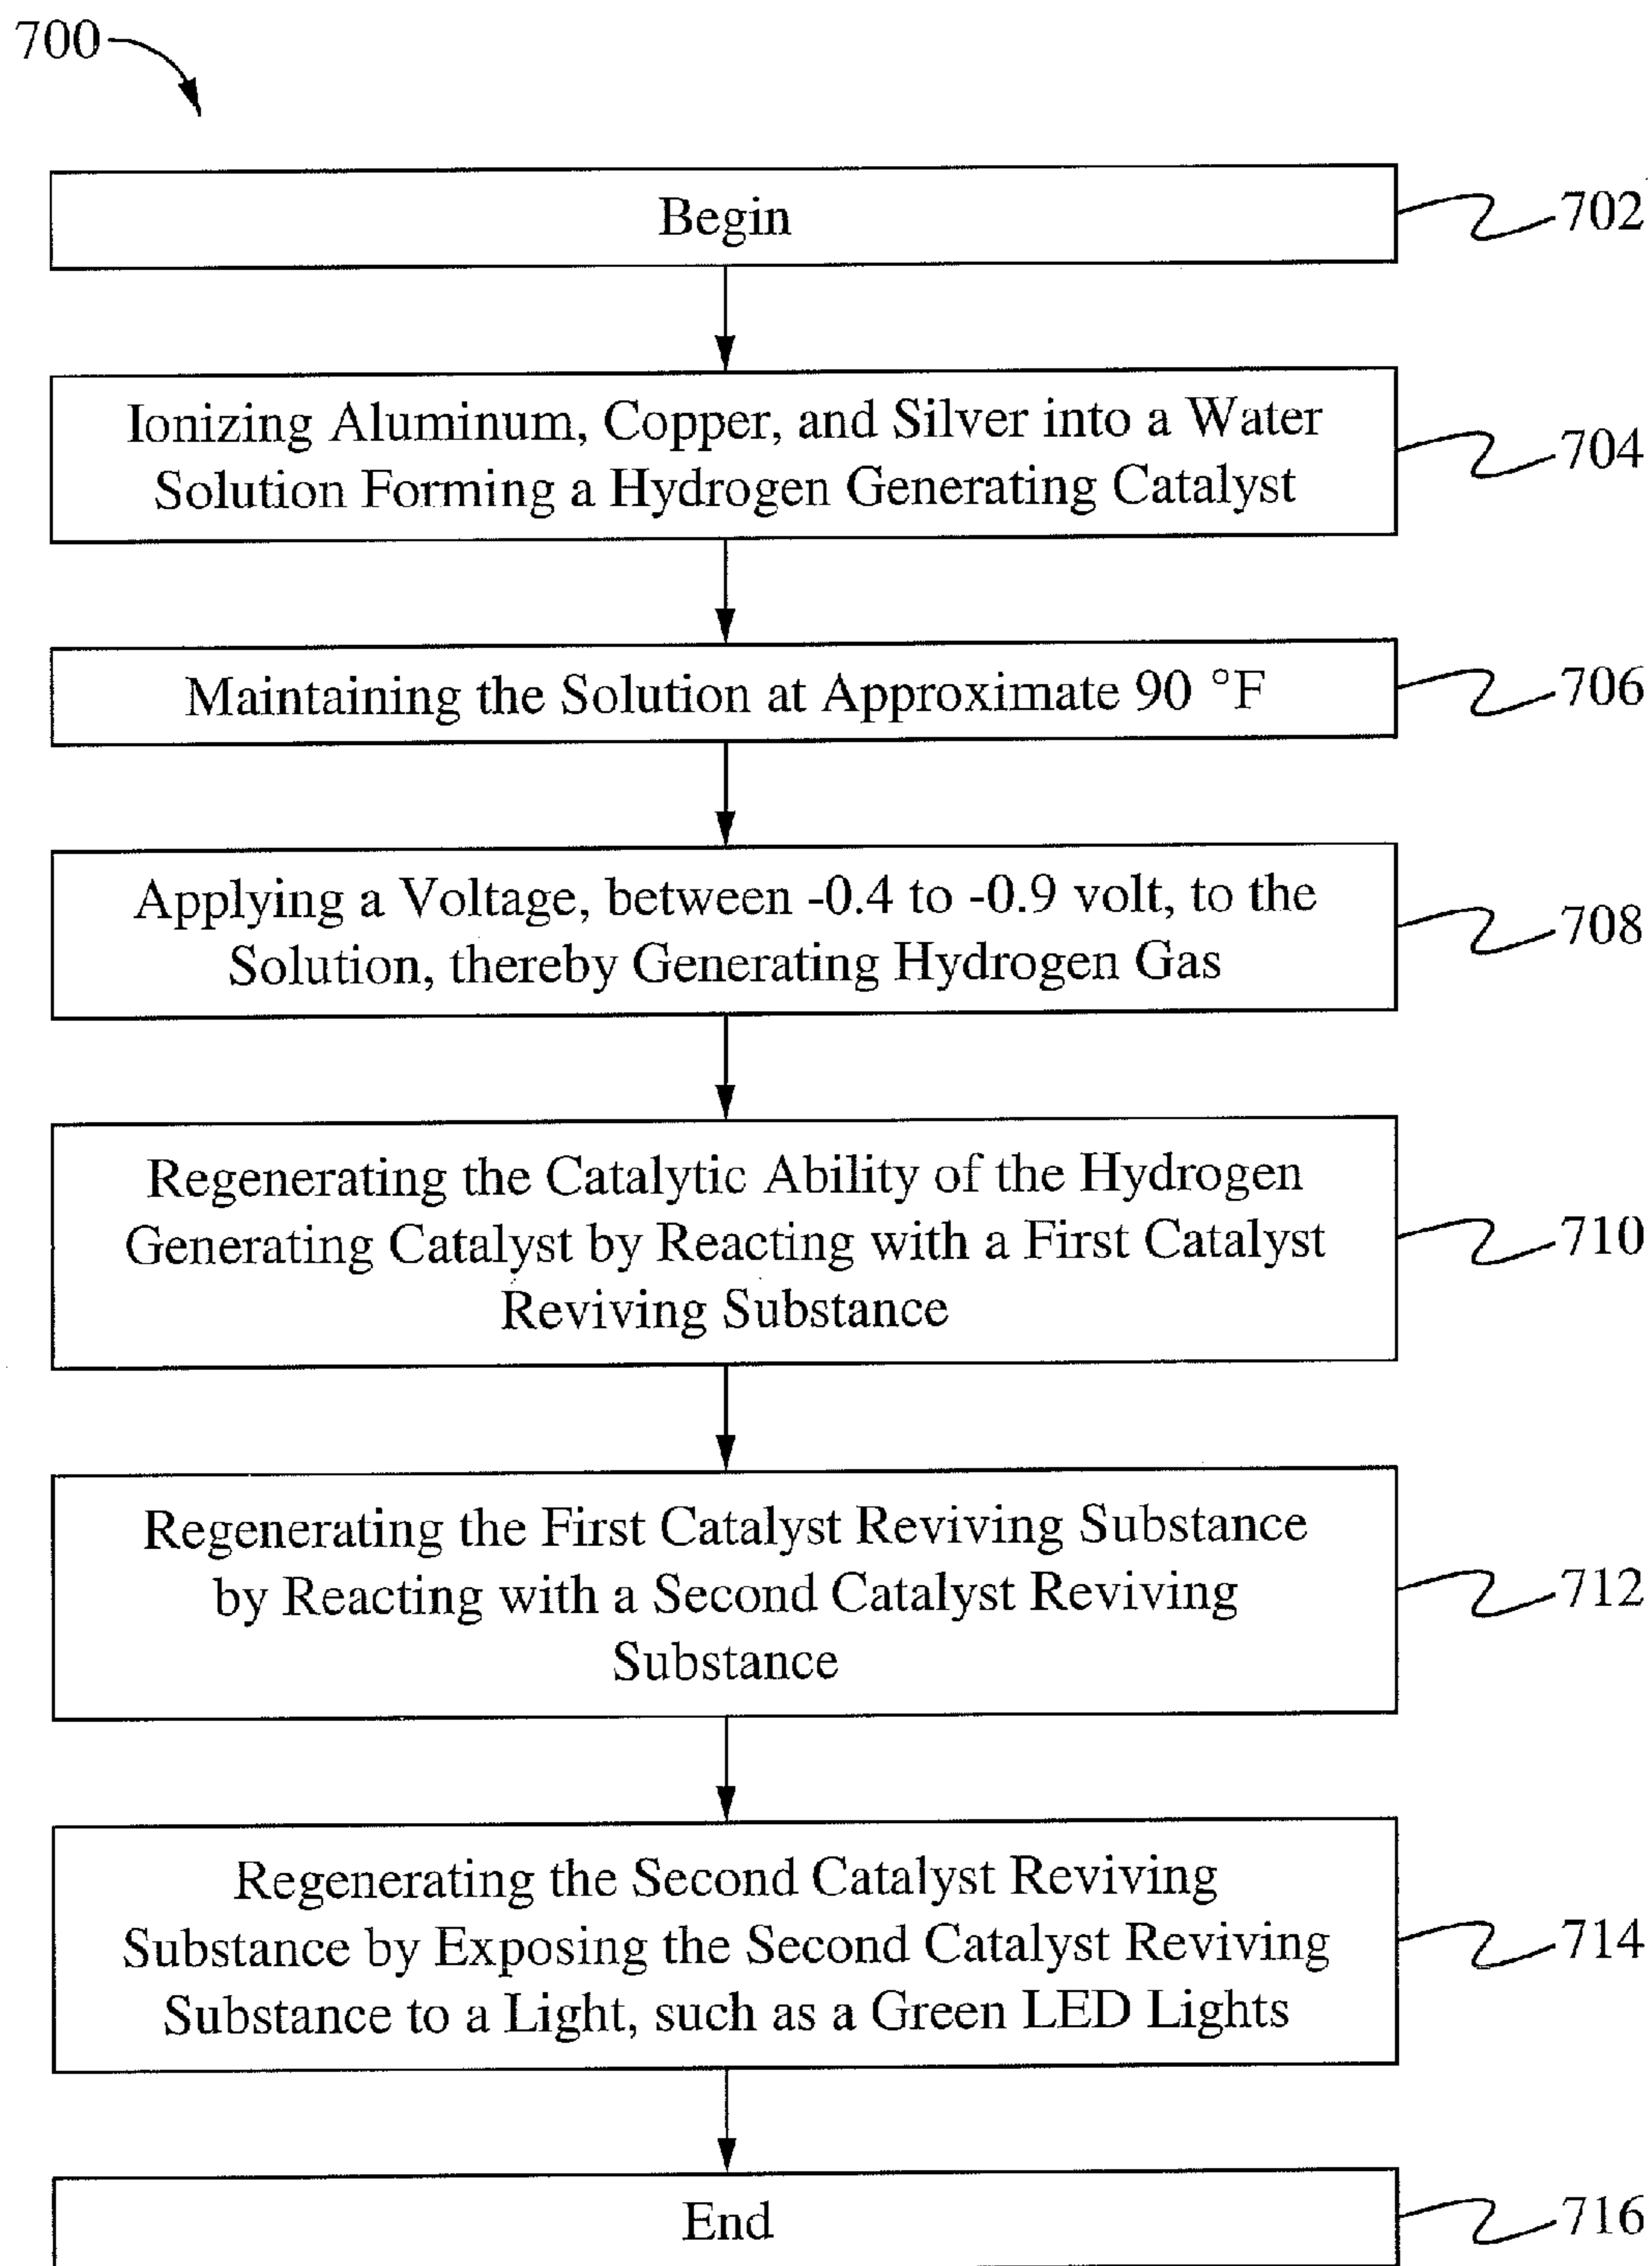 700
Begin
702
Ionizing Aluminum, Copper, and Silver into a Water
Solution Forming a Hydrogen Generating Catalyst
704
Maintaining the Solution at Approximate 90 °F
706
Applying a Voltage, between -0.4 to -0.9 volt, to the
Solution, thereby Generating Hydrogen Gas
708
Regenerating the Catalytic Ability of the Hydrogen
Generating Catalyst by Reacting with a First Catalyst
Reviving Substance
710
Regenerating the First Catalyst Reviving Substance
by Reacting with a Second Catalyst Reviving
Substance
712
Regenerating the Second Catalyst Reviving
Substance by Exposing the Second Catalyst Reviving
Substance to a Light, such as a Green LED Lights
714
End
716